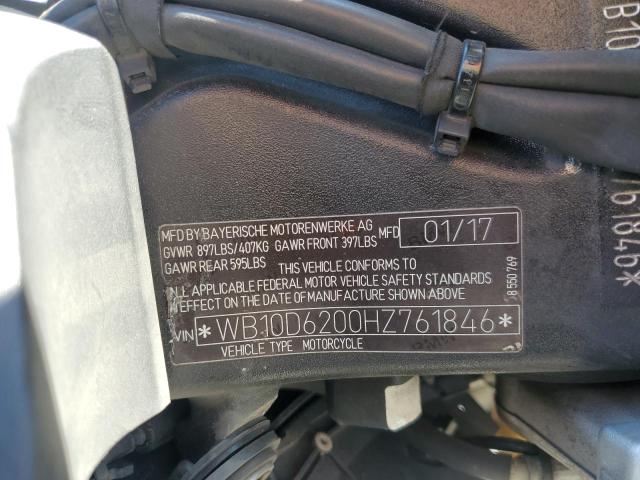 MFD BY BAYERISCHE MOTORENWERKE AG
GVWR 897LBS/407KG GAWR FRONT 397LBS
MFD 01/17
GAWR REAR 595LBS THIS VEHICLE CONFORMS TO
ALL APPLICABLE FEDERAL MOTOR VEHICLE SAFETY STANDARDS
IN EFFECT ON THE DATE OF MANUFACTURE SHOWN ABOVE
VIN *WB10D6200HZ761846*
VEHICLE TYPE MOTORCYCLE
8 550 769
B10
1846*